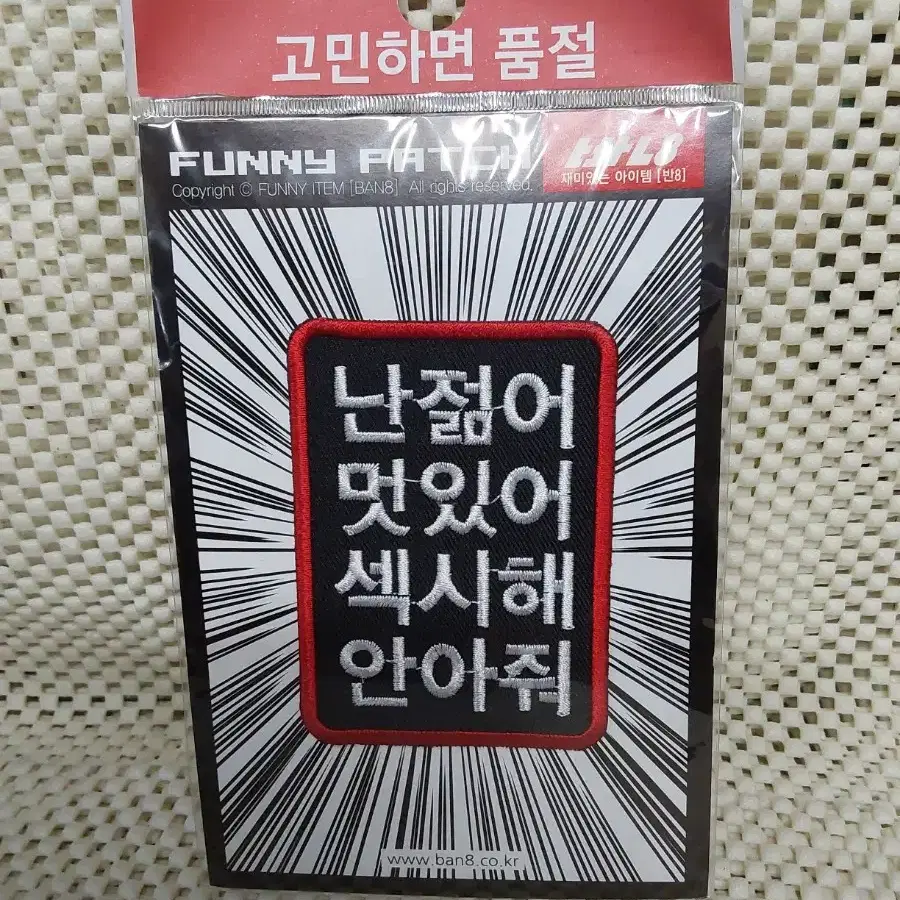 고민하면 품절
FUNNY PATCH
Copyright © FUNNY ITEM [BAN8] All rights reserved.
재미있는 아이템 [반8]
난젊어
멋있어
섹시해
안아줘
www.ban8.co.kr